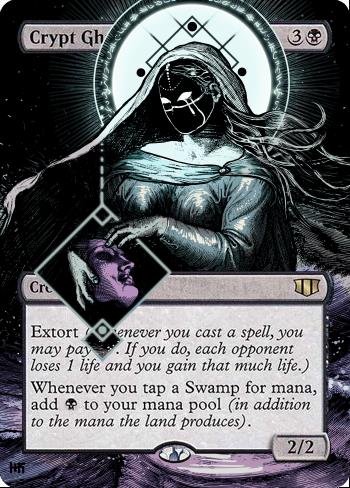 Crypt Gh
3
Cre
Extort (Whenever you cast a spell, you
may pay. If you do, each opponent
loses 1 life and you gain that much life.)
Whenever you tap a Swamp for mana,
add to your mana pool (in addition
to the mana the land produces).
2/2